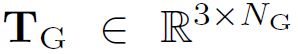 T_G ∈ ℝ^{3×N_G}